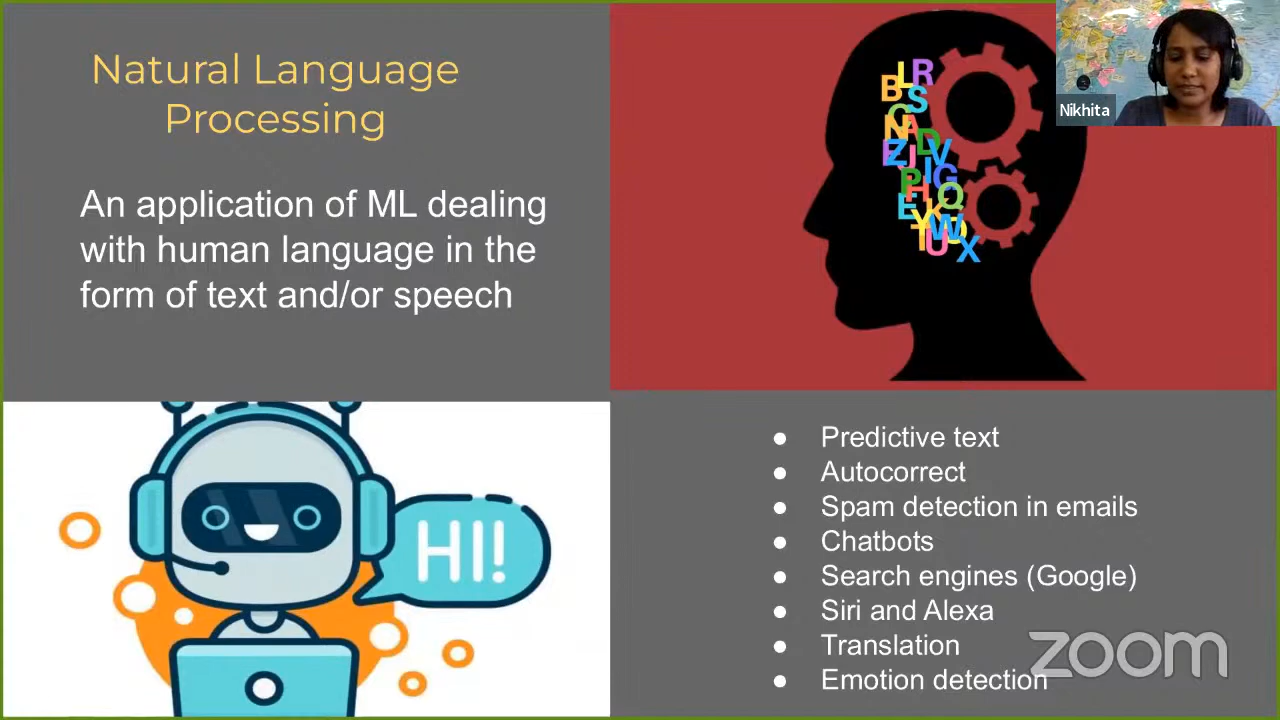 Natural Language
Processing
An application of ML dealing
with human language in the
form of text and/or speech
Nikhita
HI!
● Predictive text
● Autocorrect
● Spam detection in emails
● Chatbots
● Search engines (Google)
● Siri and Alexa
● Translation
● Emotion detection
zoom